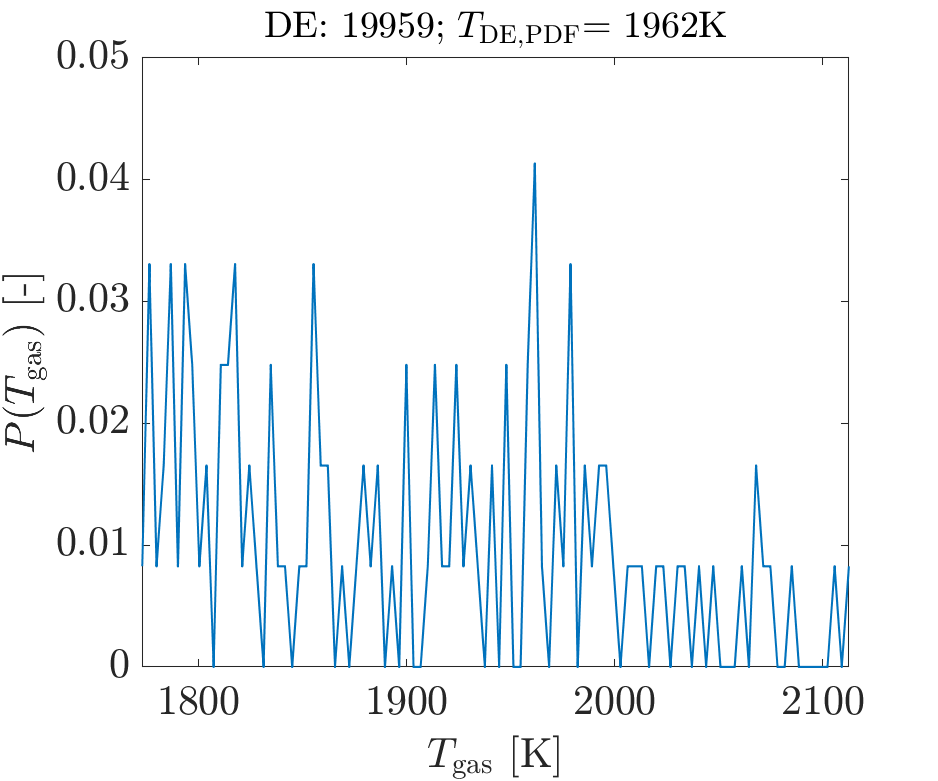 DE: 19959; T_DE,PDF= 1962K
0.05
0.04
0.03
0.02
0.01
0
P(T_gas) [-]
1800 1900 2000 2100
T_gas [K]